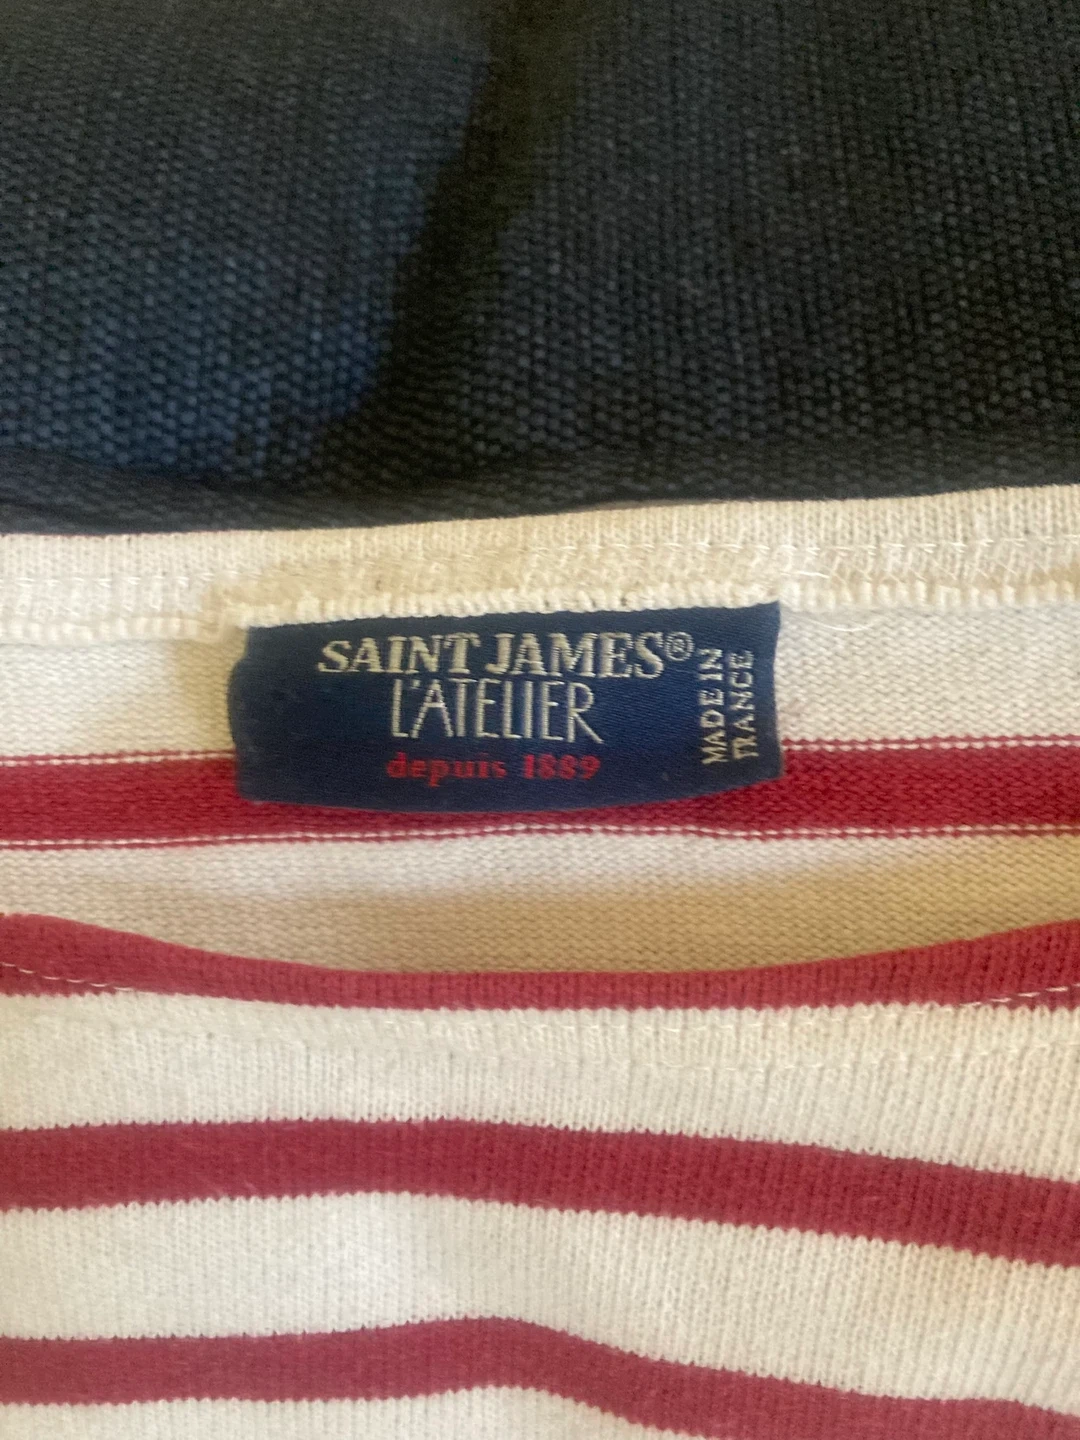 SAINT JAMES®
L'ATELIER
depuis 1889
MADE IN
FRANCE